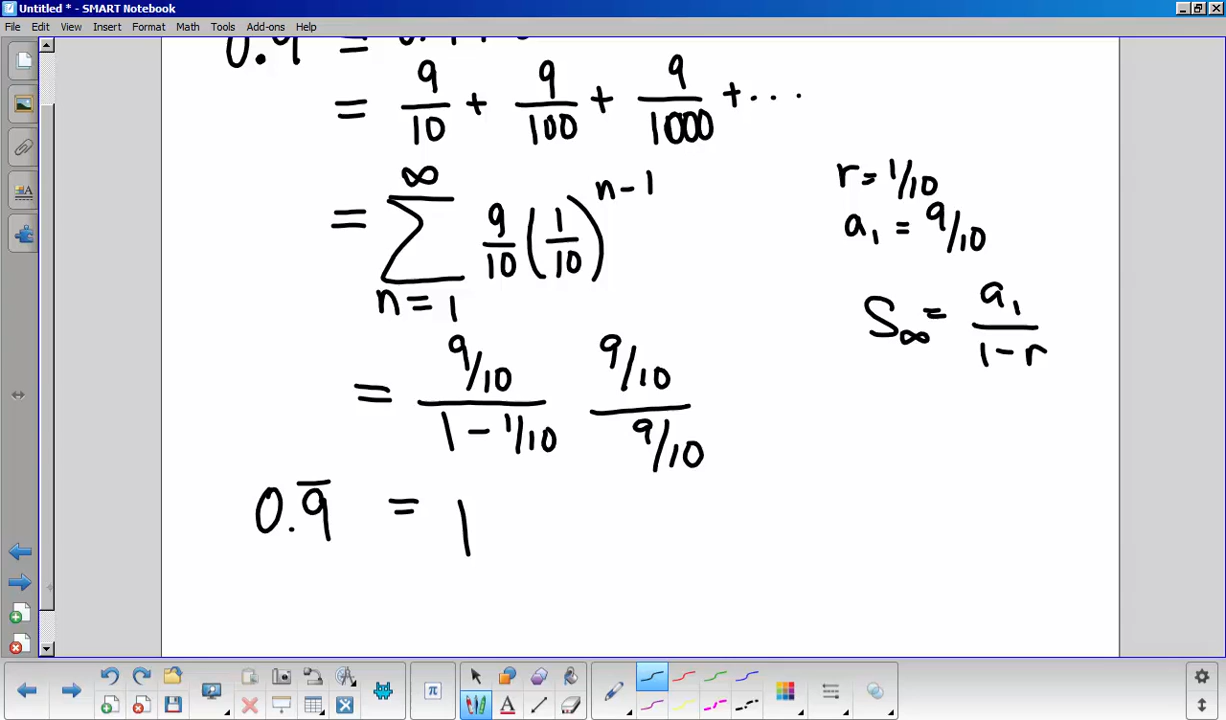 Untitled * - SMART Notebook
File Edit View Insert Format Math Tools Add-ons Help
= 9/10 + 9/100 + 9/1000 + ...
r = 1/10
a₁ = 9/10
= ∑_{n=1}^{∞} 9/10 (1/10)^{n-1}
S_∞ = a₁/(1-r)
= (9/10)/(1 - 1/10) (9/10)/(9/10)
0.9̅ = 1
π
A